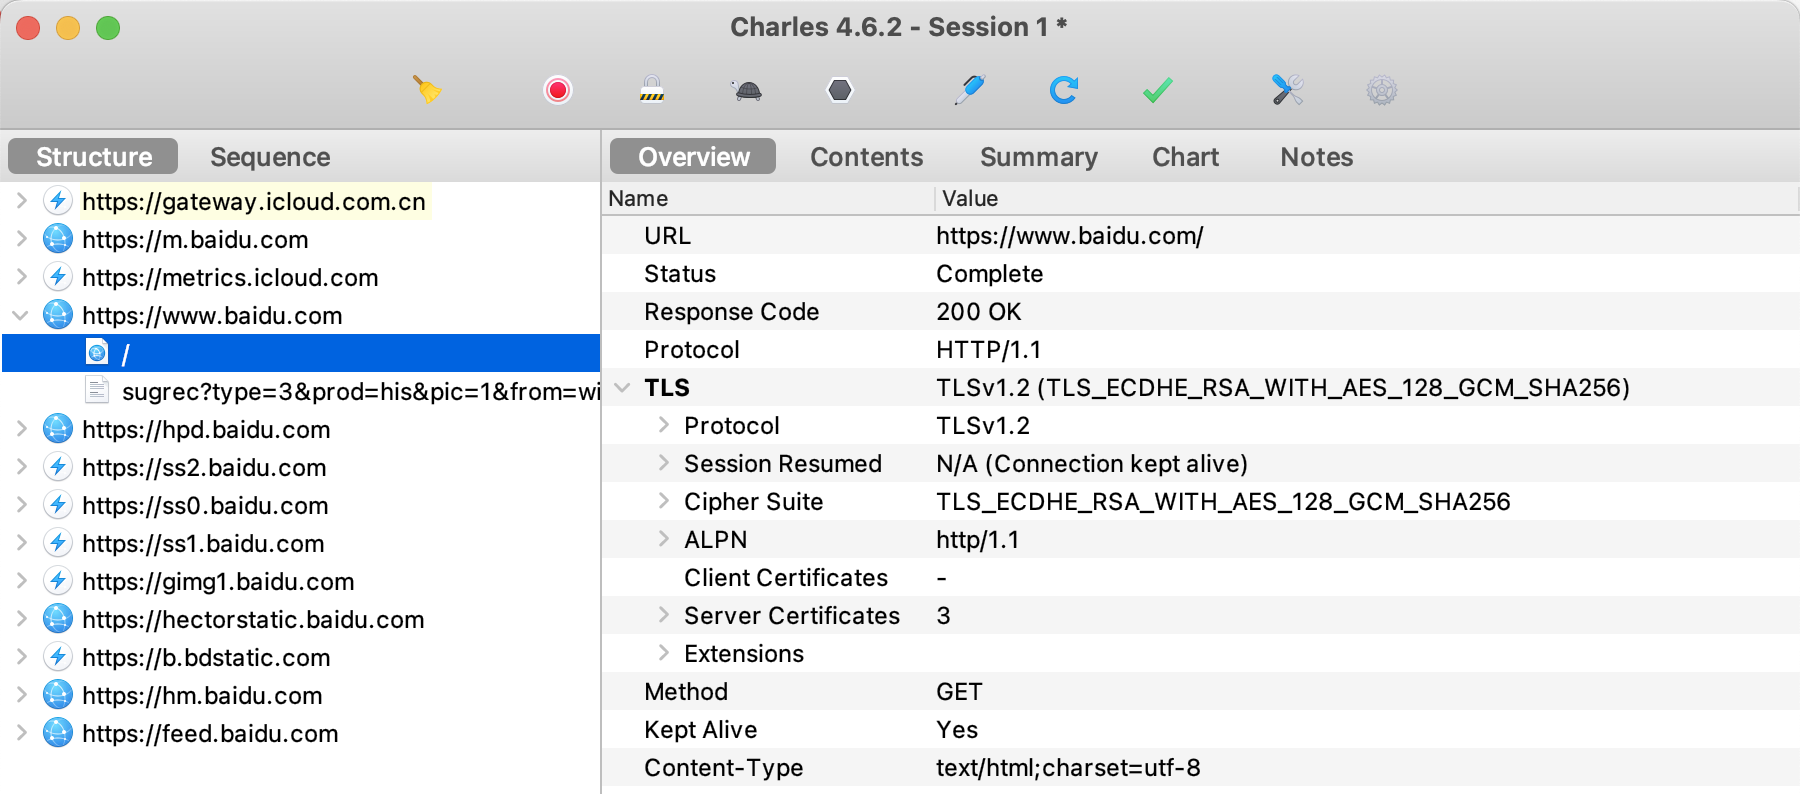 Charles 4.6.2 - Session 1 *
Structure Sequence
https://gateway.icloud.com.cn
https://m.baidu.com
https://metrics.icloud.com
https://www.baidu.com
/
sugrec?type=3&prod=his&pic=1&from=wi
https://hpd.baidu.com
https://ss2.baidu.com
https://ss0.baidu.com
https://ss1.baidu.com
https://gimg1.baidu.com
https://hectorstatic.baidu.com
https://b.bdstatic.com
https://hm.baidu.com
https://feed.baidu.com
Overview Contents Summary Chart Notes
Name Value
URL https://www.baidu.com/
Status Complete
Response Code 200 OK
Protocol HTTP/1.1
TLS TLSv1.2 (TLS_ECDHE_RSA_WITH_AES_128_GCM_SHA256)
Protocol TLSv1.2
Session Resumed N/A (Connection kept alive)
Cipher Suite TLS_ECDHE_RSA_WITH_AES_128_GCM_SHA256
ALPN http/1.1
Client Certificates -
Server Certificates 3
Extensions
Method GET
Kept Alive Yes
Content-Type text/html;charset=utf-8